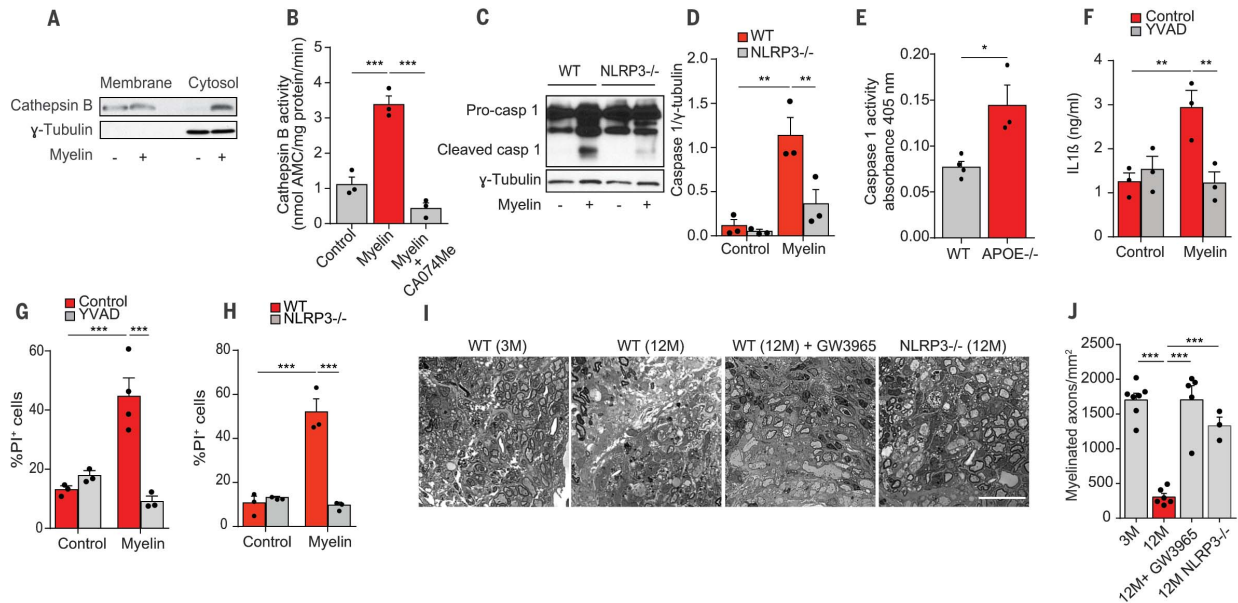 A
Membrane Cytosol
Cathepsin B
ɣ-Tubulin
Myelin - + - +
B
Cathepsin B activity
(nmol AMC/mg protein/min)
5
4
3
2
1
0
*** ***
Control
Myelin
Myelin
+
CA074Me
C
WT NLRP3-/-
Pro-casp 1
Cleaved casp 1
ɣ-Tubulin
Myelin - + - +
D
WT
NLRP3-/-
Caspase 1/γ-tubulin
2.0
1.5
1.0
0.5
0.0
** **
Control Myelin
E
Caspase 1 activity
absorbance 405 nm
0.20
0.15
0.10
0.05
0.00
*
WT APOE-/-
F
Control
YVAD
IL1ß (ng/ml)
4
3
2
1
0
** **
Control Myelin
G
Control
YVAD
%PI⁺ cells
60
40
20
0
*** ***
Control Myelin
H
WT
NLRP3-/-
%PI⁺ cells
80
60
40
20
0
*** ***
Control Myelin
I
WT (3M) WT (12M) WT (12M) + GW3965 NLRP3-/- (12M)
J
Myelinated axons/mm²
2500
2000
1500
1000
500
0
***
*** ***
3M
12M
12M+ GW3965
12M NLRP3-/-